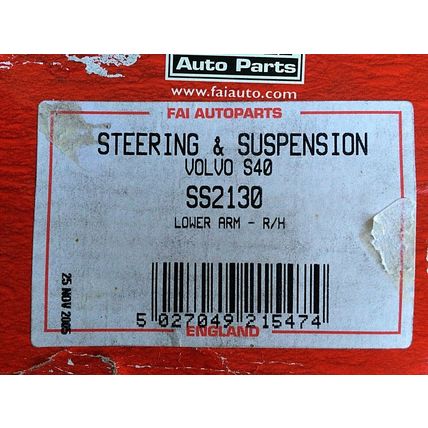 Auto Parts
www.faiauto.com
FAI AUTOPARTS
STEERING & SUSPENSION
VOLVO S40
SS2130
LOWER ARM - R/H
25 NOV 2005
5 027049 215474
ENGLAND